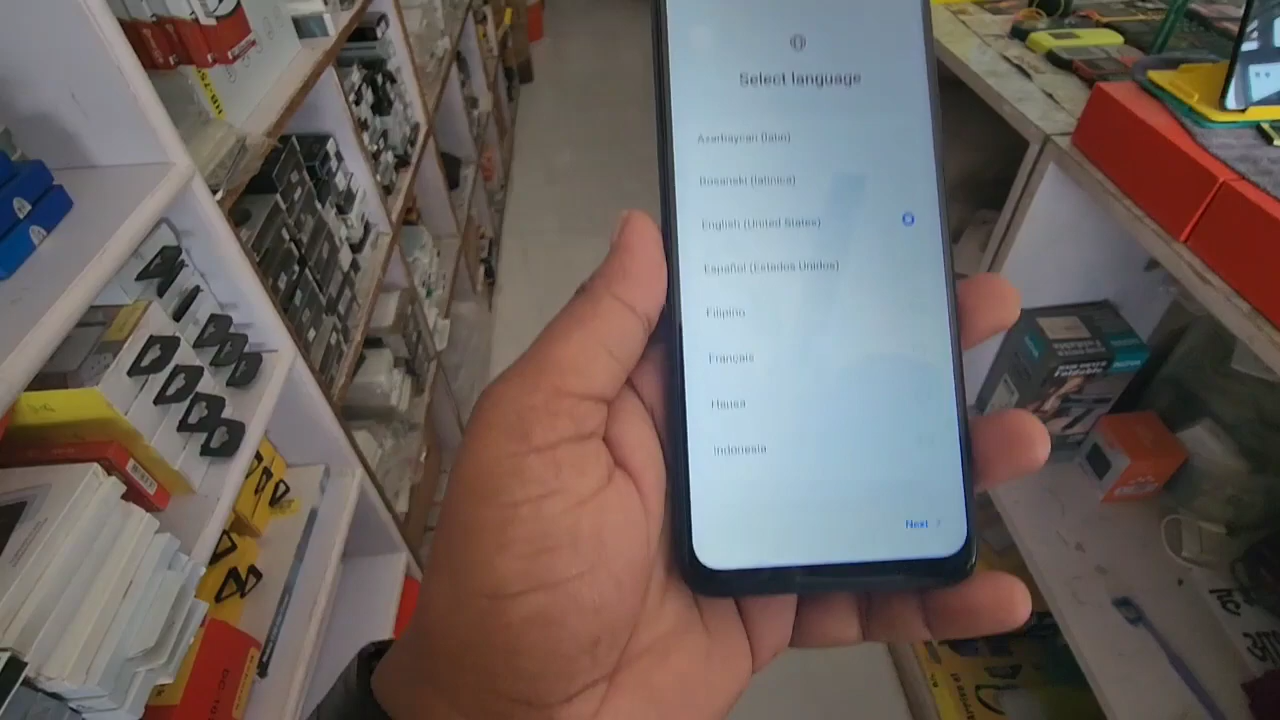 Select language
Azərbaycan (latın)
Bosanski (latinica)
English (United States)
Español (Estados Unidos)
Filipino
Français
Hausa
Indonesia
Next